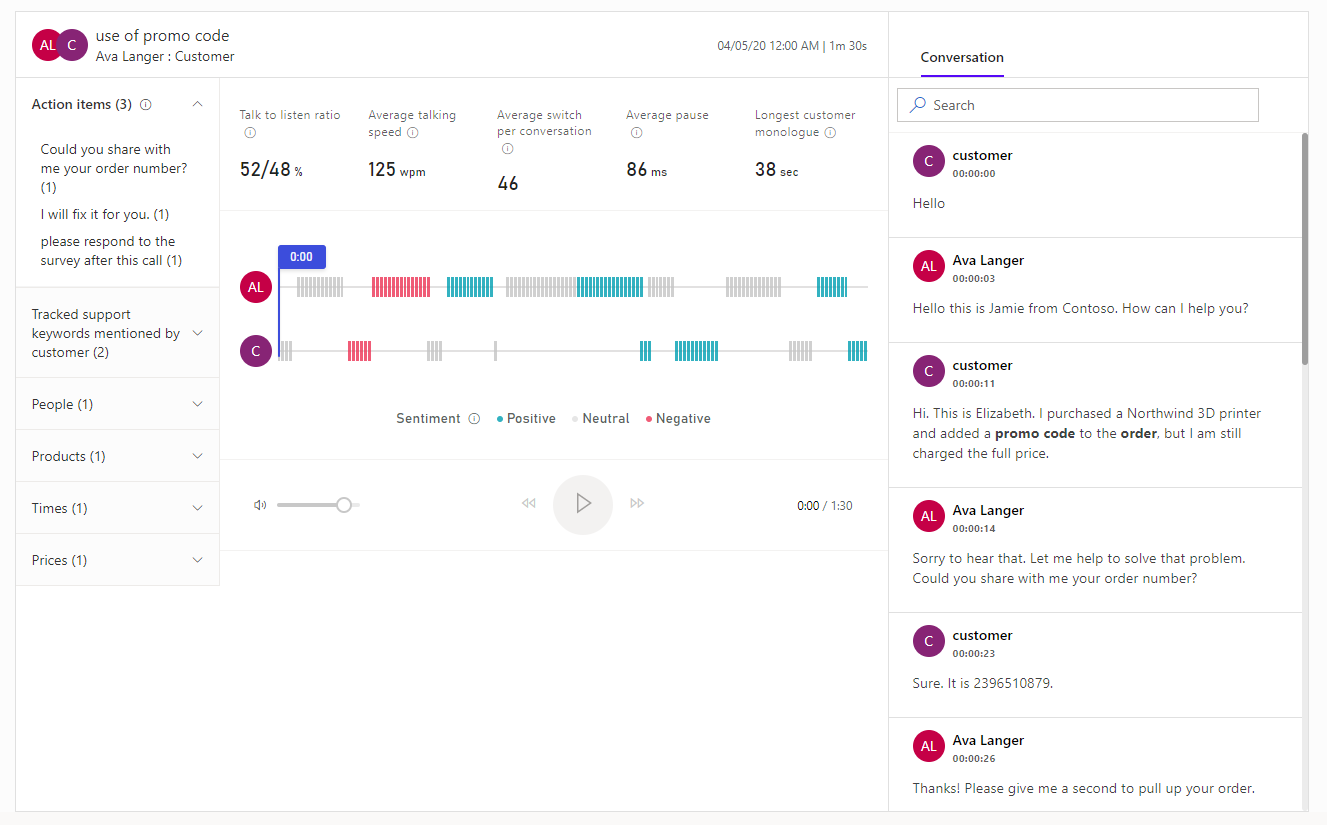 AL C use of promo code
Ava Langer : Customer
04/05/20 12:00 AM | 1m 30s
Action items (3)
Could you share with
me your order number?
(1)
I will fix it for you. (1)
please respond to the
survey after this call (1)
Tracked support
keywords mentioned by
customer (2)
People (1)
Products (1)
Times (1)
Prices (1)
Talk to listen ratio
52/48 %
Average talking
speed
125 wpm
Average switch
per conversation
46
Average pause
86 ms
Longest customer
monologue
38 sec
0:00
AL
C
Sentiment Positive Neutral Negative
0:00 / 1:30
Conversation
Search
C customer
00:00:00
Hello
AL Ava Langer
00:00:03
Hello this is Jamie from Contoso. How can I help you?
C customer
00:00:11
Hi. This is Elizabeth. I purchased a Northwind 3D printer
and added a promo code to the order, but I am still
charged the full price.
AL Ava Langer
00:00:14
Sorry to hear that. Let me help to solve that problem.
Could you share with me your order number?
C customer
00:00:23
Sure. It is 2396510879.
AL Ava Langer
00:00:26
Thanks! Please give me a second to pull up your order.